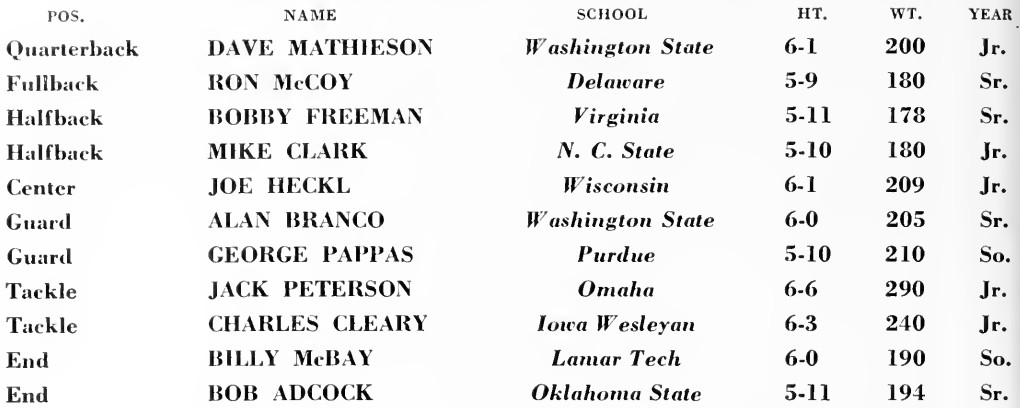 POS. NAME SCHOOL HT. WT. YEAR
Quarterback DAVE MATHIESON Washington State 6-1 200 Jr.
Fullback RON McCOY Delaware 5-9 180 Sr.
Halfback BOBBY FREEMAN Virginia 5-11 178 Sr.
Halfback MIKE CLARK N. C. State 5-10 180 Jr.
Center JOE HECKL Wisconsin 6-1 209 Jr.
Guard ALAN BRANCO Washington State 6-0 205 Sr.
Guard GEORGE PAPPAS Purdue 5-10 210 So.
Tackle JACK PETERSON Omaha 6-6 290 Jr.
Tackle CHARLES CLEARY Iowa Wesleyan 6-3 240 Jr.
End BILLY McBAY Lamar Tech 6-0 190 So.
End BOB ADCOCK Oklahoma State 5-11 194 Sr.